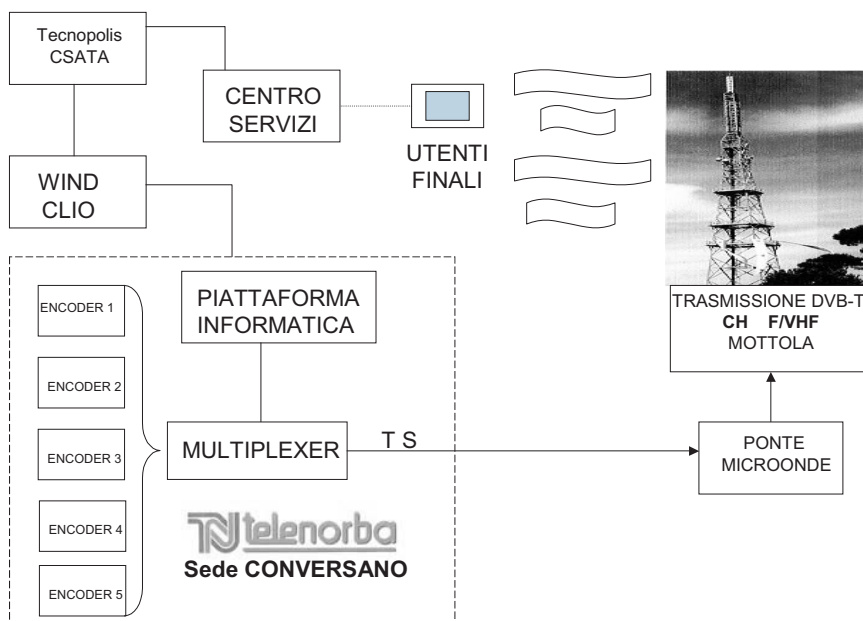 Tecnopolis
CSATA
CENTRO
SERVIZI
UTENTI
FINALI
WIND
CLIO
TRASMISSIONE DVB-T
CH F/VHF
MOTTOLA
ENCODER 1
ENCODER 2
ENCODER 3
ENCODER 4
ENCODER 5
PIATTAFORMA
INFORMATICA
MULTIPLEXER
T S
PONTE
MICROONDE
TN telenorba
Sede CONVERSANO